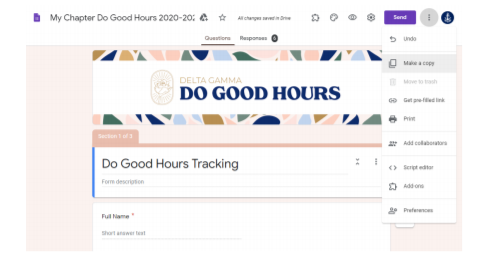 My Chapter Do Good Hours 2020-202
All changes saved in Drive
Send
Questions
Responses 6
Undo
Make a copy
Move to trash
Get pre-filled link
Print
Add collaborators
Script editor
Add-ons
Preferences
DELTA GAMMA
DO GOOD HOURS
Section 1 of 3
Do Good Hours Tracking
Form description
Full Name *
Short answer text